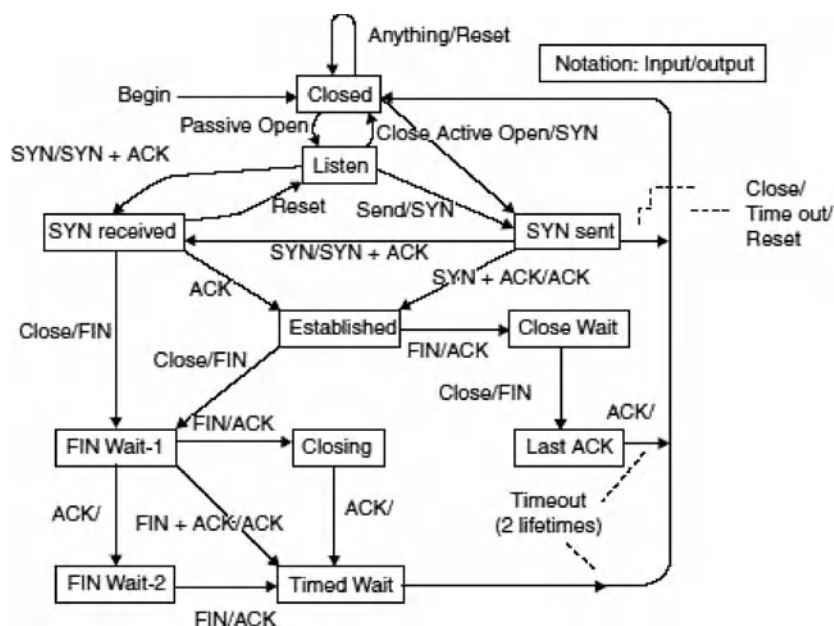 Anything/Reset
Notation: Input/output
Begin
Closed
Passive Open
Close Active Open/SYN
SYN/SYN + ACK
Listen
Close/
Time out/
Reset
Reset
Send/SYN
SYN received
SYN sent
SYN/SYN + ACK
ACK
SYN + ACK/ACK
Established
Close Wait
Close/FIN
FIN/ACK
Close/FIN
Close/FIN
ACK/
FIN/ACK
FIN Wait-1
Closing
Last ACK
Timeout
(2 lifetimes)
ACK/
FIN + ACK/ACK
ACK/
FIN Wait-2
Timed Wait
FIN/ACK